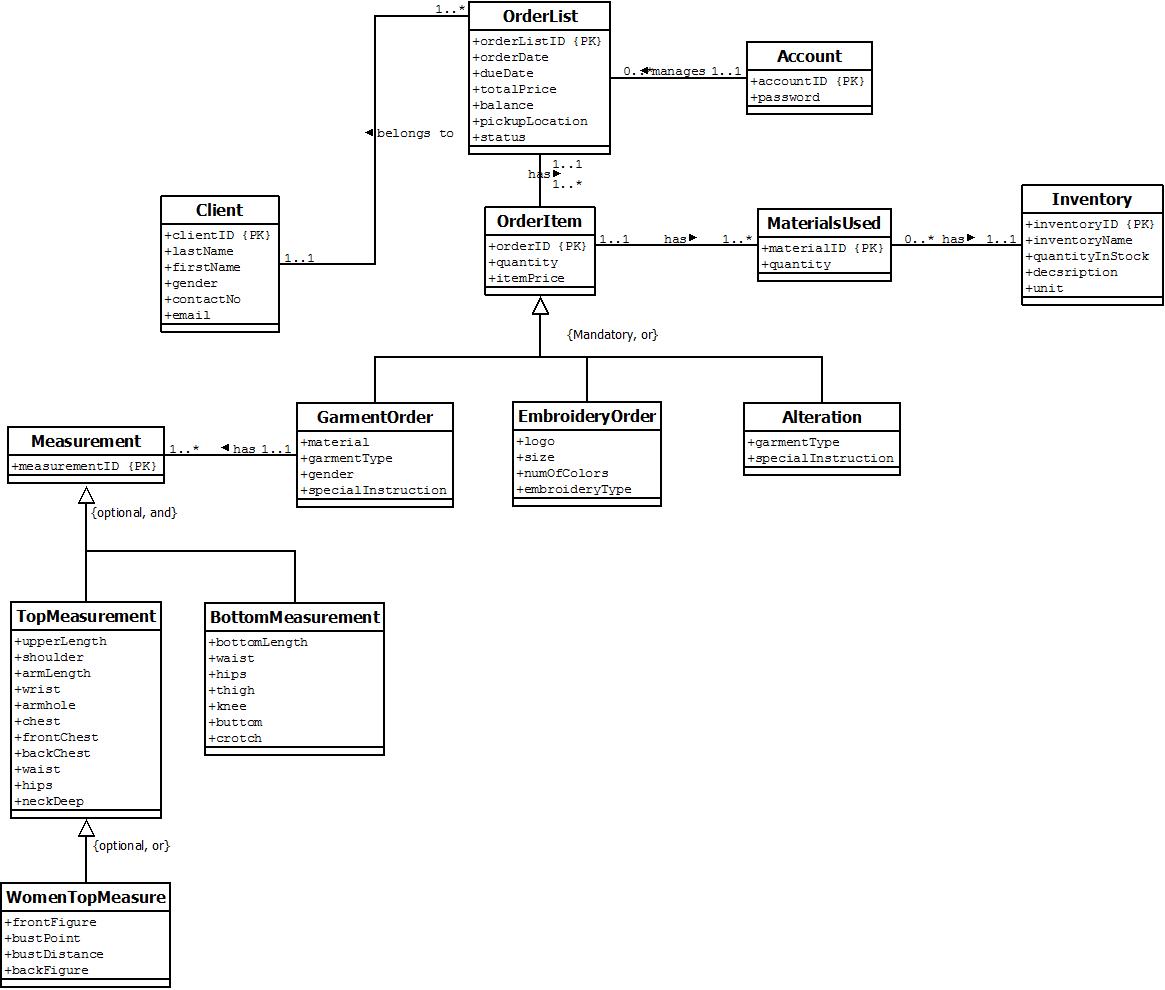 OrderList
+orderListID {PK}
+orderDate
+dueDate
+totalPrice
+balance
+pickupLocation
+status
1..*
0..*
manages 1..1
Account
+accountID {PK}
+password
belongs to
1..1
has
1..*
Client
+clientID {PK}
+lastName
+firstName
+gender
+contactNo
+email
1..1
OrderItem
+orderID {PK}
+quantity
+itemPrice
1..1 has 1..*
MaterialsUsed
+materialID {PK}
+quantity
0..* has 1..1
Inventory
+inventoryID {PK}
+inventoryName
+quantityInStock
+decsription
+unit
{Mandatory, or}
GarmentOrder
+material
+garmentType
+gender
+specialInstruction
EmbroideryOrder
+logo
+size
+numOfColors
+embroideryType
Alteration
+garmentType
+specialInstruction
Measurement
+measurementID {PK}
1..* has 1..1
{optional, and}
TopMeasurement
+upperLength
+shoulder
+armLength
+wrist
+armhole
+chest
+frontChest
+backChest
+waist
+hips
+neckDeep
BottomMeasurement
+bottomLength
+waist
+hips
+thigh
+knee
+buttom
+crotch
{optional, or}
WomenTopMeasure
+frontFigure
+bustPoint
+bustDistance
+backFigure